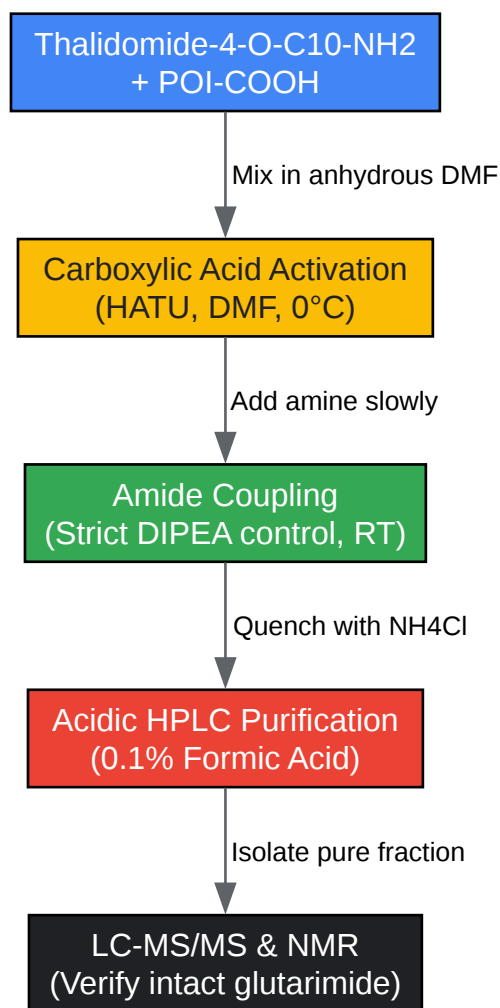 Thalidomide-4-O-C10-NH2
+ POI-COOH
Mix in anhydrous DMF
Carboxylic Acid Activation
(HATU, DMF, 0°C)
Add amine slowly
Amide Coupling
(Strict DIPEA control, RT)
Quench with NH4Cl
Acidic HPLC Purification
(0.1% Formic Acid)
Isolate pure fraction
LC-MS/MS & NMR
(Verify intact glutarimide)